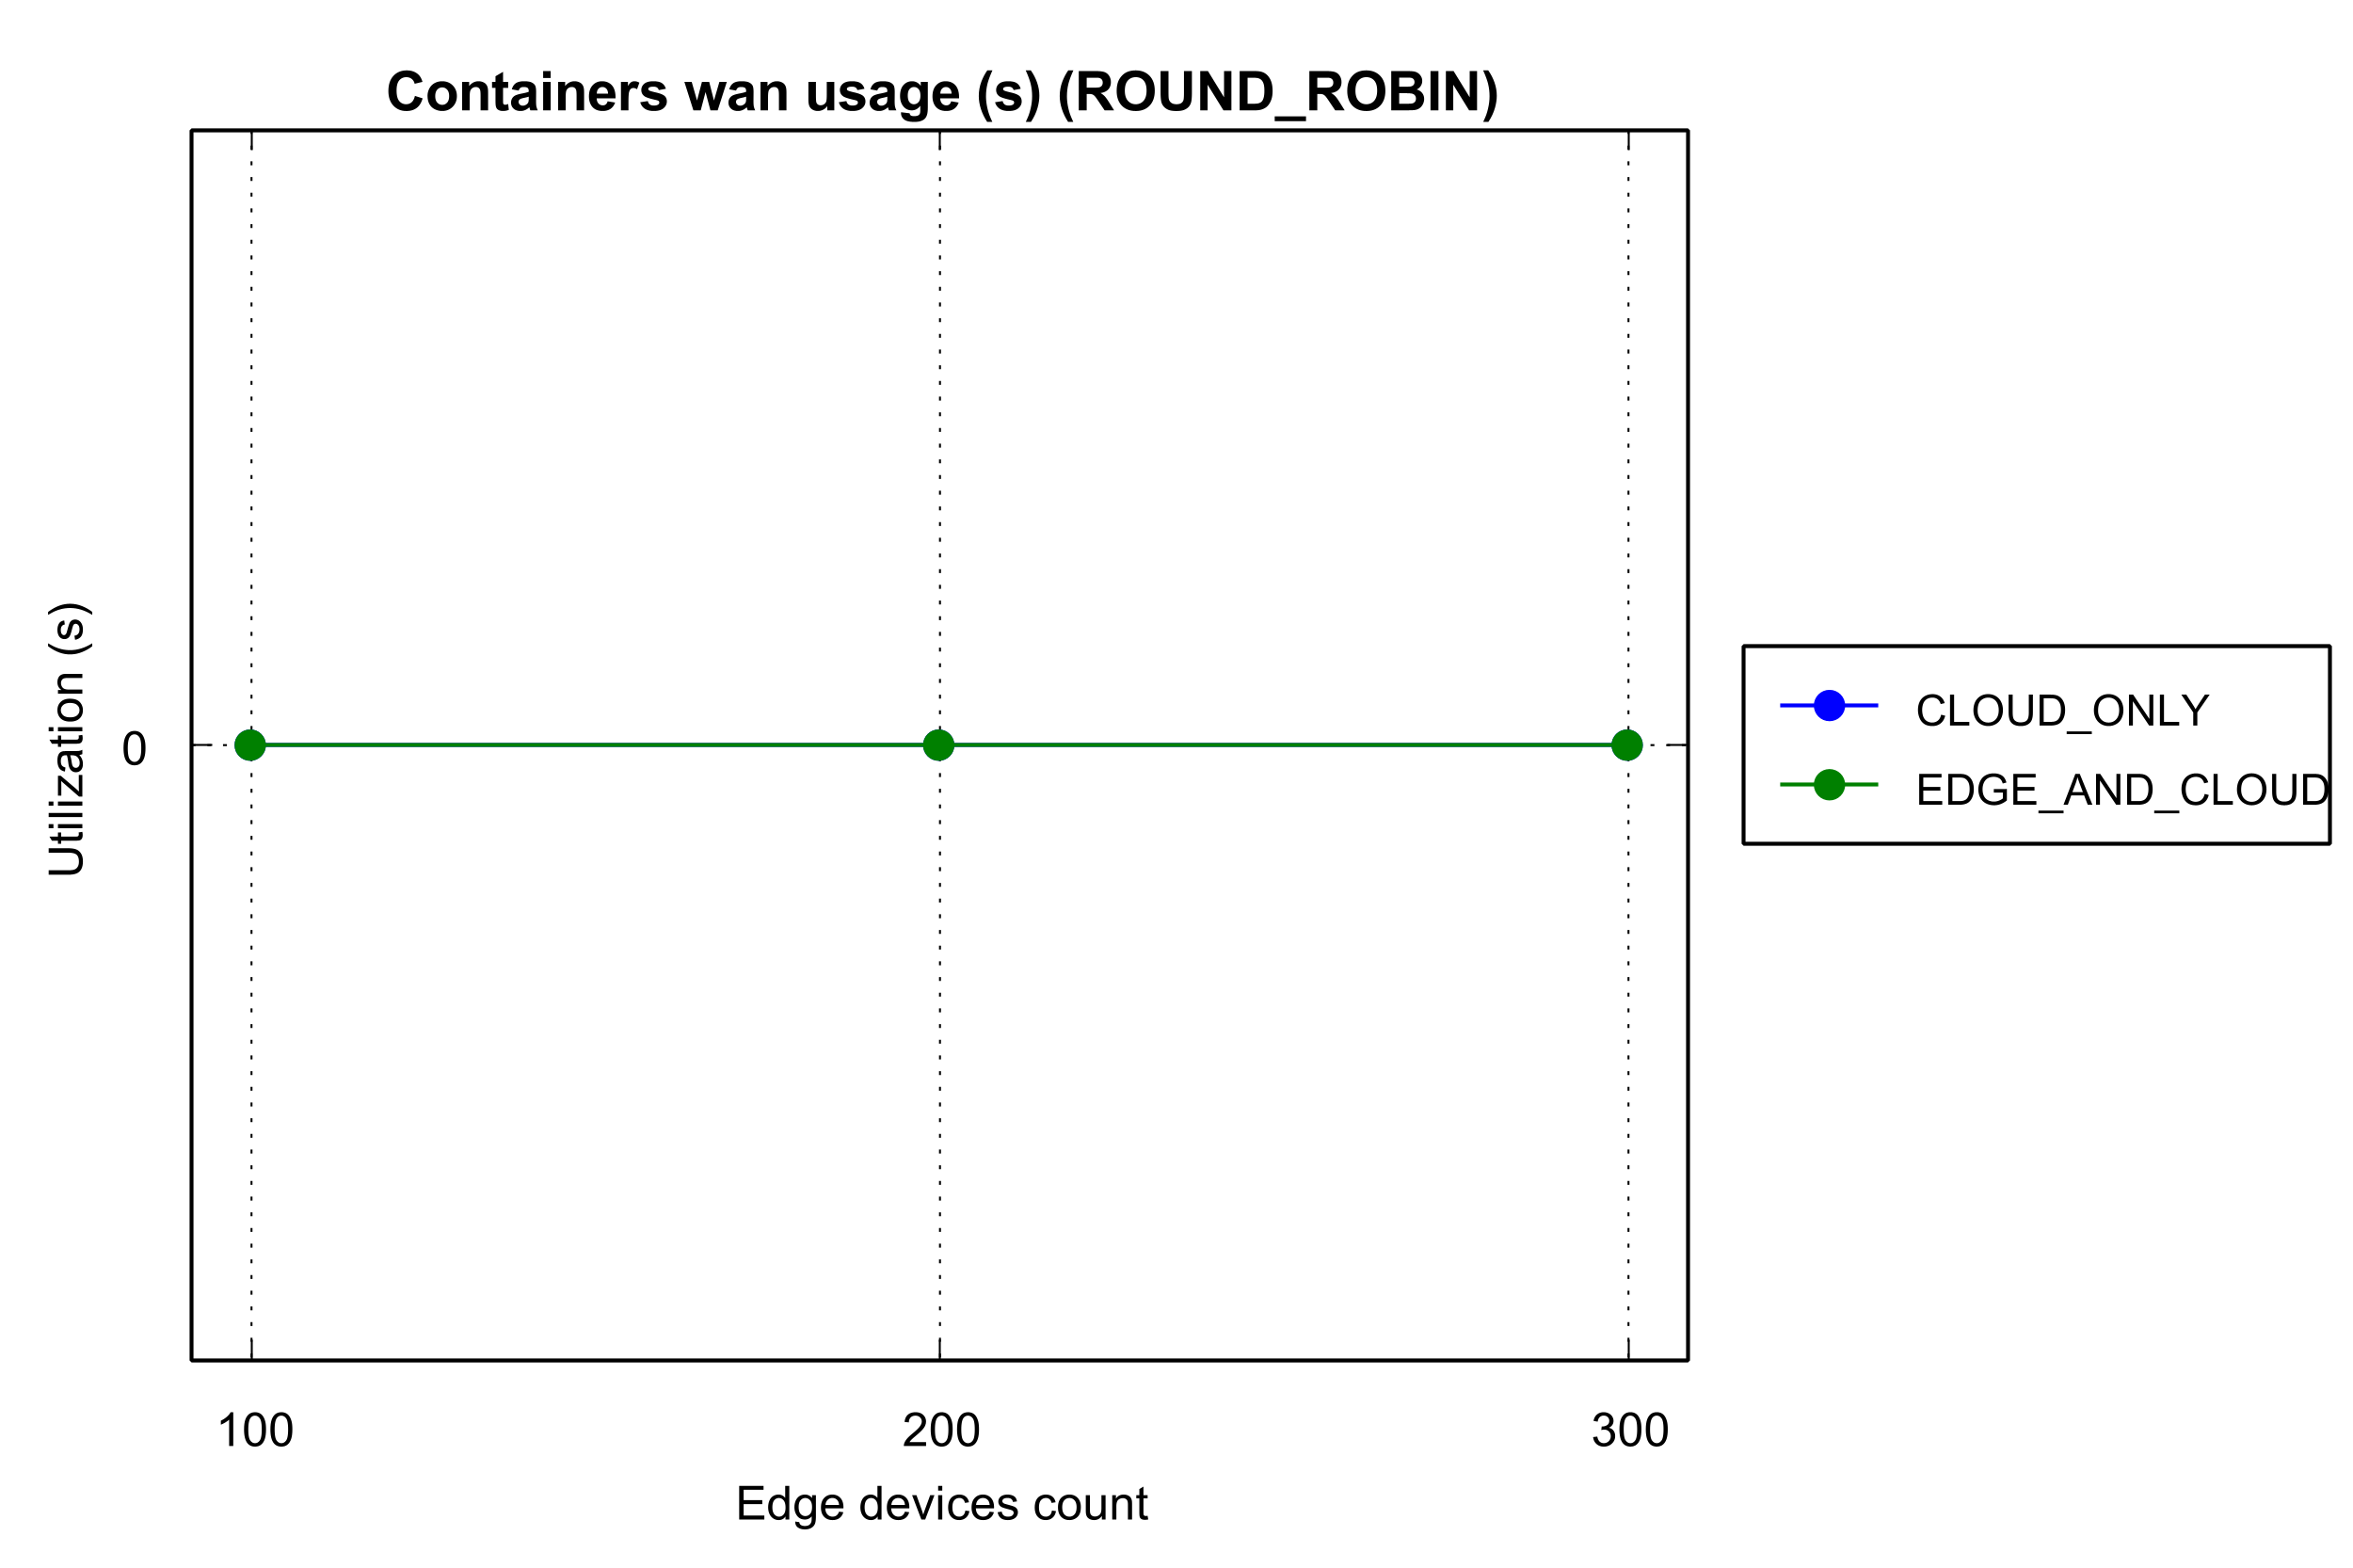 Containers wan usage (s) (ROUND_ROBIN)
Utilization (s)
0
CLOUD_ONLY
EDGE_AND_CLOUD
100
200
300
Edge devices count